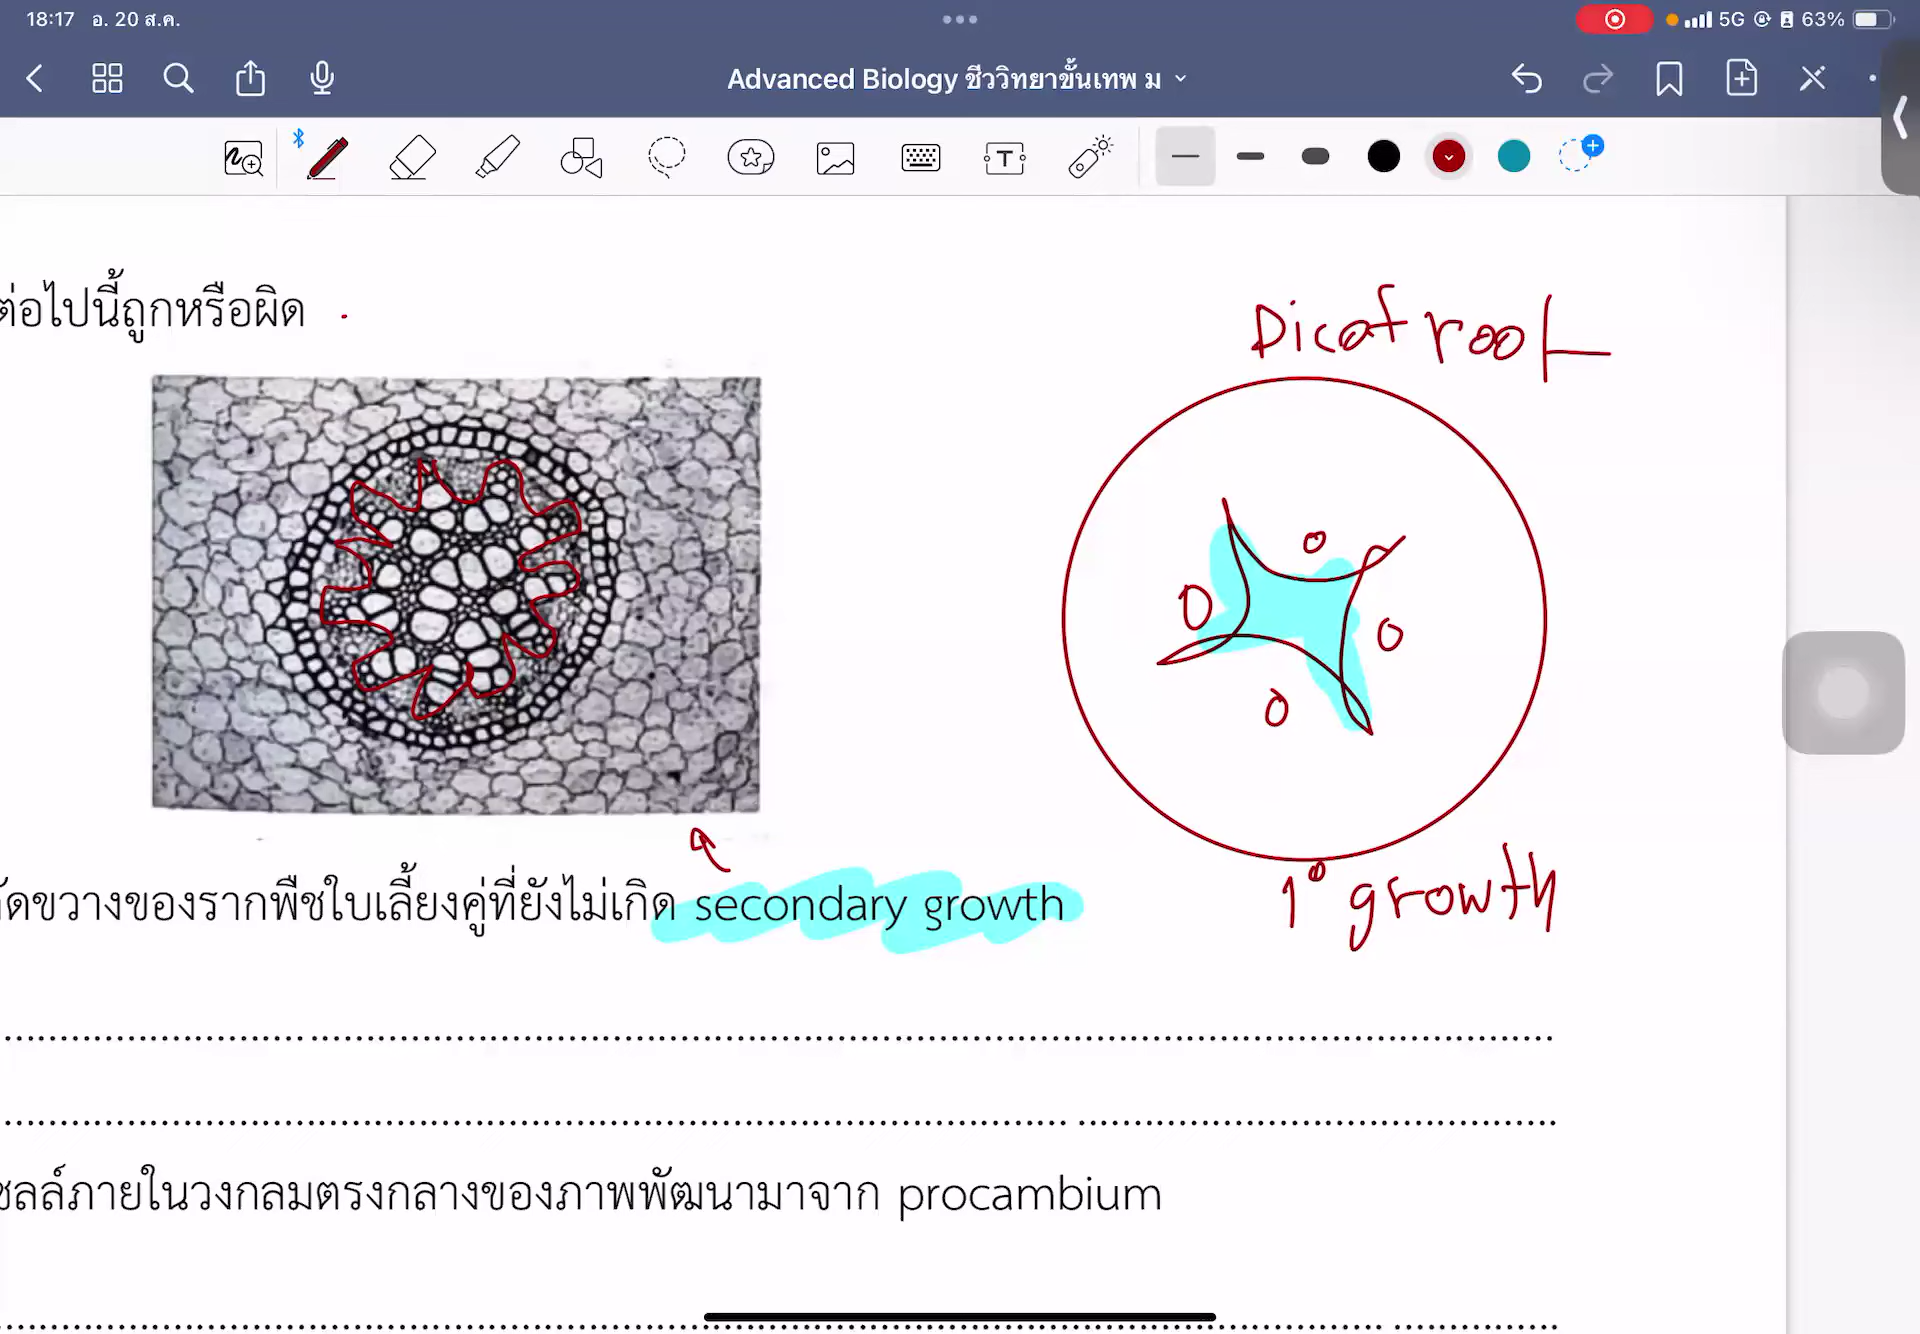 18:17 อ. 20 ส.ค.
5G 63%
Advanced Biology ชีววิทยาขั้นเทพ ม
T
ต่อไปนี้ถูกหรือผิด
Dicot root
1° growth
ตัดขวางของรากพืชใบเลี้ยงคู่ที่ยังไม่เกิด secondary growth
เซลล์ภายในวงกลมตรงกลางของภาพพัฒนามาจาก procambium